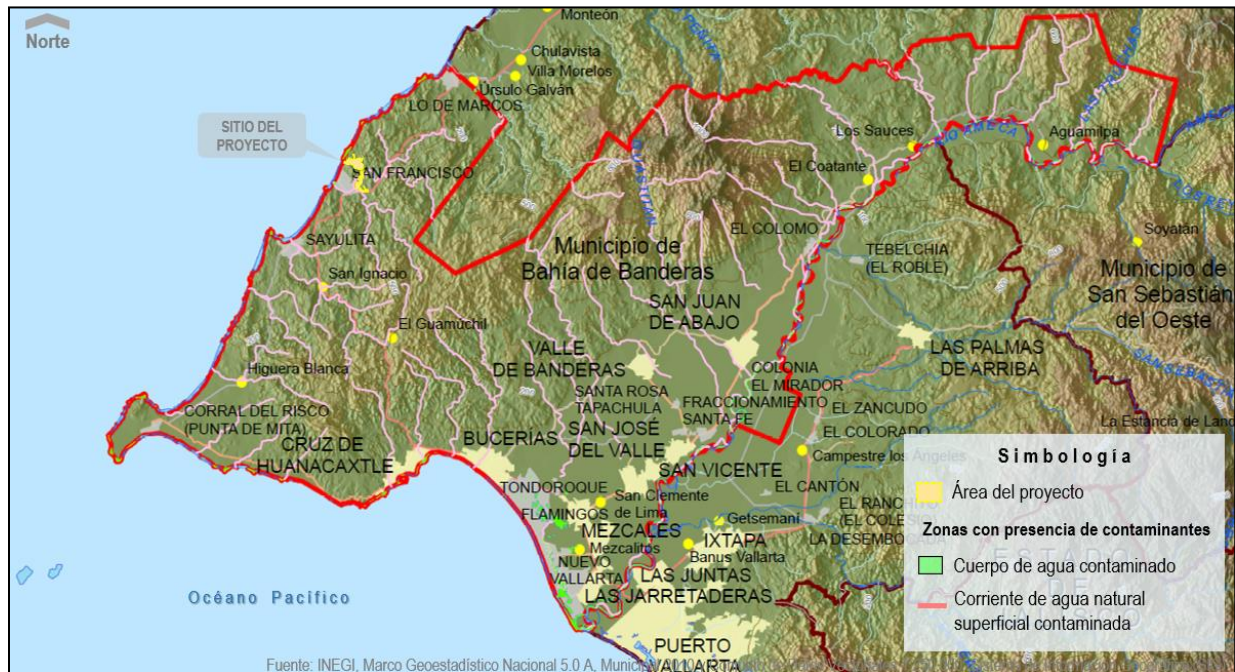 Norte
Monteón
Chulavista
Villa Morelos
Úrsulo Galván
LO DE MARCOS
SITIO DEL
PROYECTO
SAN FRANCISCO
Los Sauces
RÍO AMECA
Aguamilpa
El Coatante
SAYULITA
San Ignacio
EL COLOMO
Soyatán
Municipio de
Bahía de Banderas
TEBELCHIA
(EL ROBLE)
Municipio de
San Sebastián
del Oeste
SAN JUAN
DE ABAJO
El Guamúchil
VALLE
DE BANDERAS
LAS PALMAS
DE ARRIBA
Higuera Blanca
COLONIA
EL MIRADOR
SANTA ROSA
TAPACHULA
FRACCIONAMIENTO
SANTA FE
EL ZANCUDO
CORRAL DEL RISCO
(PUNTA DE MITA)
CRUZ DE
HUANACAXTLE
BUCERÍAS
SAN JOSÉ
DEL VALLE
EL COLORADO
Campestre los Ángeles
SAN VICENTE
TONDOROQUE
EL CANTÓN
San Clemente
de Lima
FLAMINGOS
Getsemaní
MEZCALES
Mezcalitos
IXTAPA
Banus Vallarta
LA DESEMBOCADA
NUEVO
VALLARTA
LAS JUNTAS
LAS JARRETADERAS
PUERTO
VALLARTA
Océano Pacífico
Simbología
Área del proyecto
Zonas con presencia de contaminantes
Cuerpo de agua contaminado
Corriente de agua natural
superficial contaminada
Fuente: INEGI, Marco Geoestadístico Nacional 5.0 A,